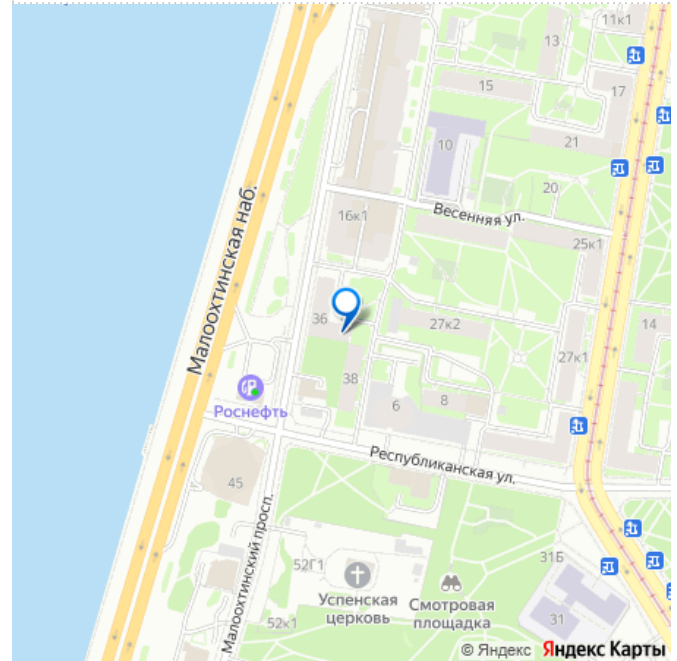 11к1
13
15
17
21
10
20
Весенняя ул.
16к1
25к1
Малоохтинская наб.
36
27к2
14
27к1
38
8
6
Роснефть
Республиканская ул.
45
Малоохтинский просп.
52Г1
31Б
Успенская
церковь
Смотровая
площадка
31
52к1
© Яндекс Яндекс Карты